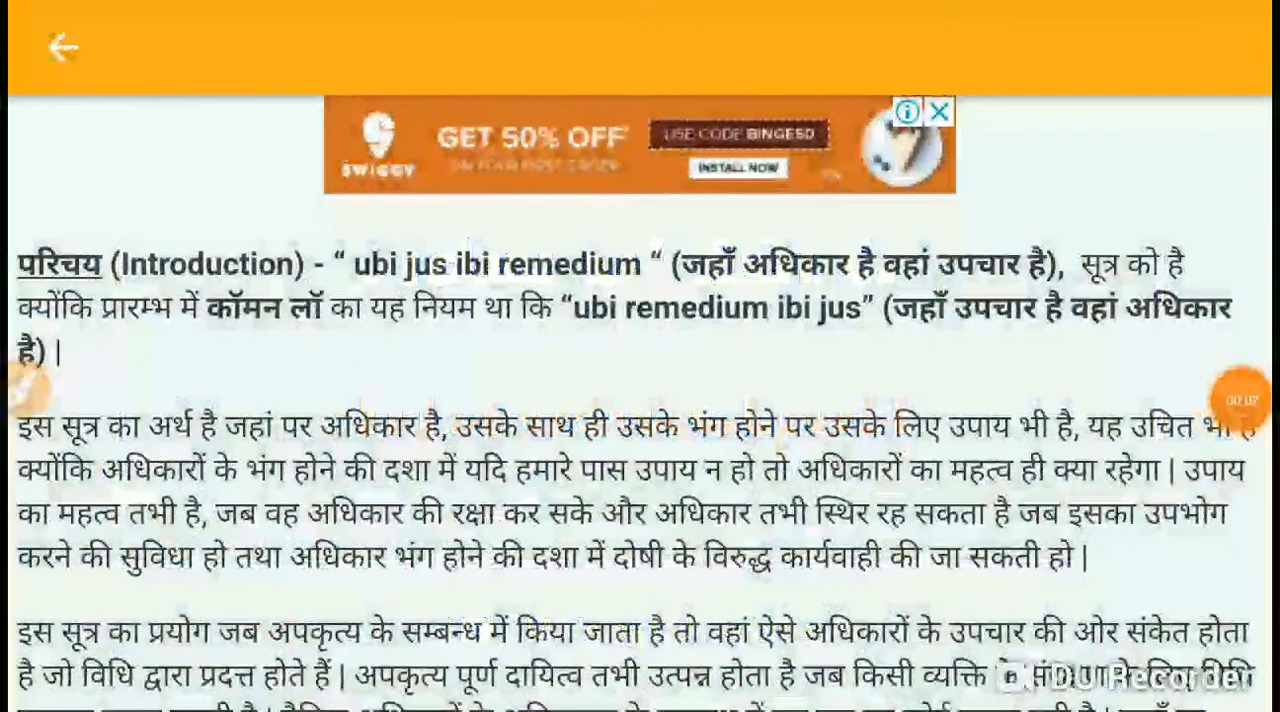 SWIGGY
GET 50% OFF*
USE CODE BINGE50
INSTALL NOW
परिचय (Introduction) - “ ubi jus ibi remedium “ (जहाँ अधिकार है वहां उपचार है), सूत्र को है
क्योंकि प्रारम्भ में कॉमन लॉ का यह नियम था कि “ubi remedium ibi jus” (जहाँ उपचार है वहां अधिकार
है) |
00:02
इस सूत्र का अर्थ है जहां पर अधिकार है, उसके साथ ही उसके भंग होने पर उसके लिए उपाय भी है, यह उचित भी है
क्योंकि अधिकारों के भंग होने की दशा में यदि हमारे पास उपाय न हो तो अधिकारों का महत्व ही क्या रहेगा | उपाय
का महत्व तभी है, जब वह अधिकार की रक्षा कर सके और अधिकार तभी स्थिर रह सकता है जब इसका उपभोग
करने की सुविधा हो तथा अधिकार भंग होने की दशा में दोषी के विरुद्ध कार्यवाही की जा सकती हो |
इस सूत्र का प्रयोग जब अपकृत्य के सम्बन्ध में किया जाता है तो वहां ऐसे अधिकारों के उपचार की ओर संकेत होता
है जो विधि द्वारा प्रदत्त होते हैं | अपकृत्य पूर्ण दायित्व तभी उत्पन्न होता है जब किसी व्यक्ति के
DU Recorder